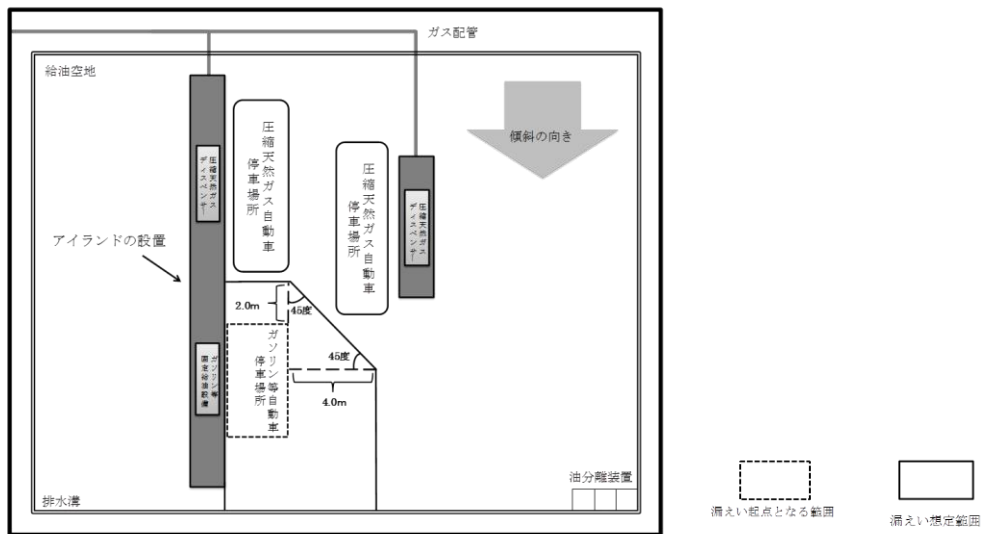 ガス配管
給油空地
傾斜の向き
圧縮天然ガス自動車
停車場所
圧縮天然ガス
ディスペンサー
圧縮天然ガス自動車
停車場所
圧縮天然ガス
ディスペンサー
アイランドの設置
2.0m
45度
ガソリン等自動車
停車場所
45度
4.0m
ガソリン等
固定給油設備
排水溝
油分離装置
漏えい起点となる範囲
漏えい想定範囲